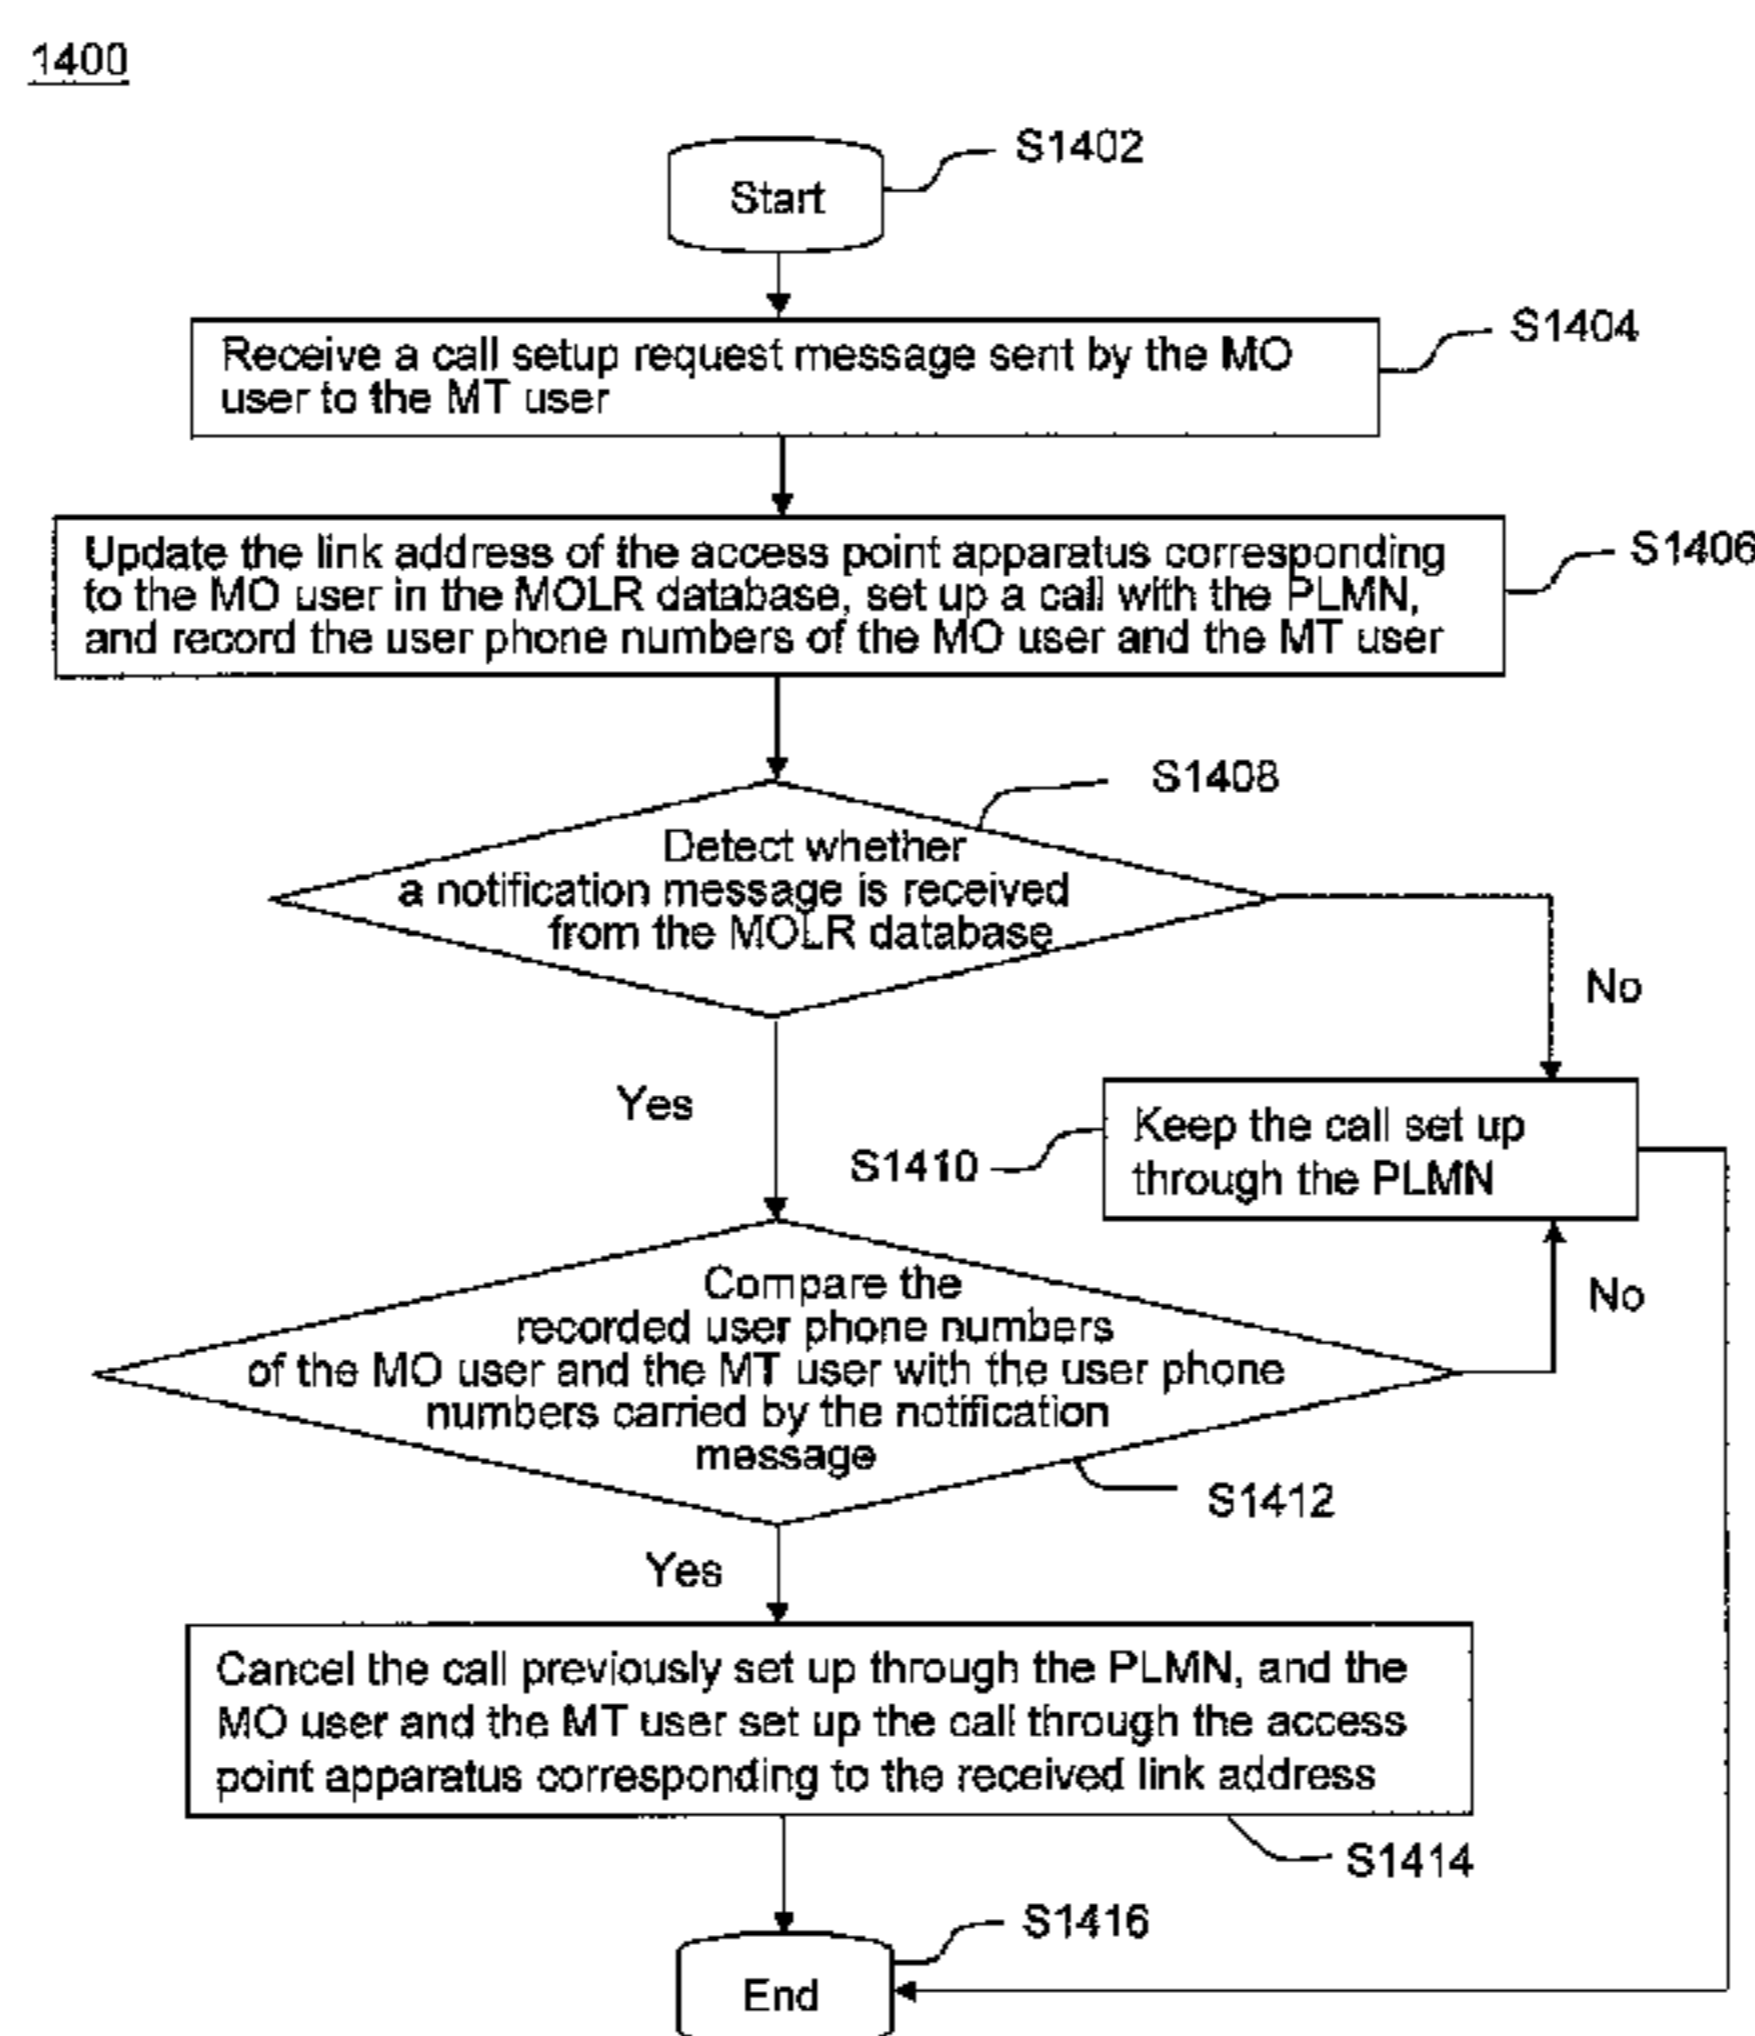 1400
S1402
Start
S1404
Receive a call setup request message sent by the MO
user to the MT user
S1406
Update the link address of the access point apparatus corresponding
to the MO user in the MOLR database, set up a call with the PLMN,
and record the user phone numbers of the MO user and the MT user
S1408
Detect whether
a notification message is received
from the MOLR database
No
Yes
Keep the call set up
through the PLMN
S1410
No
Compare the
recorded user phone numbers
of the MO user and the MT user with the user phone
numbers carried by the notification
message
S1412
Yes
Cancel the call previously set up through the PLMN, and the
MO user and the MT user set up the call through the access
point apparatus corresponding to the received link address
S1414
S1416
End